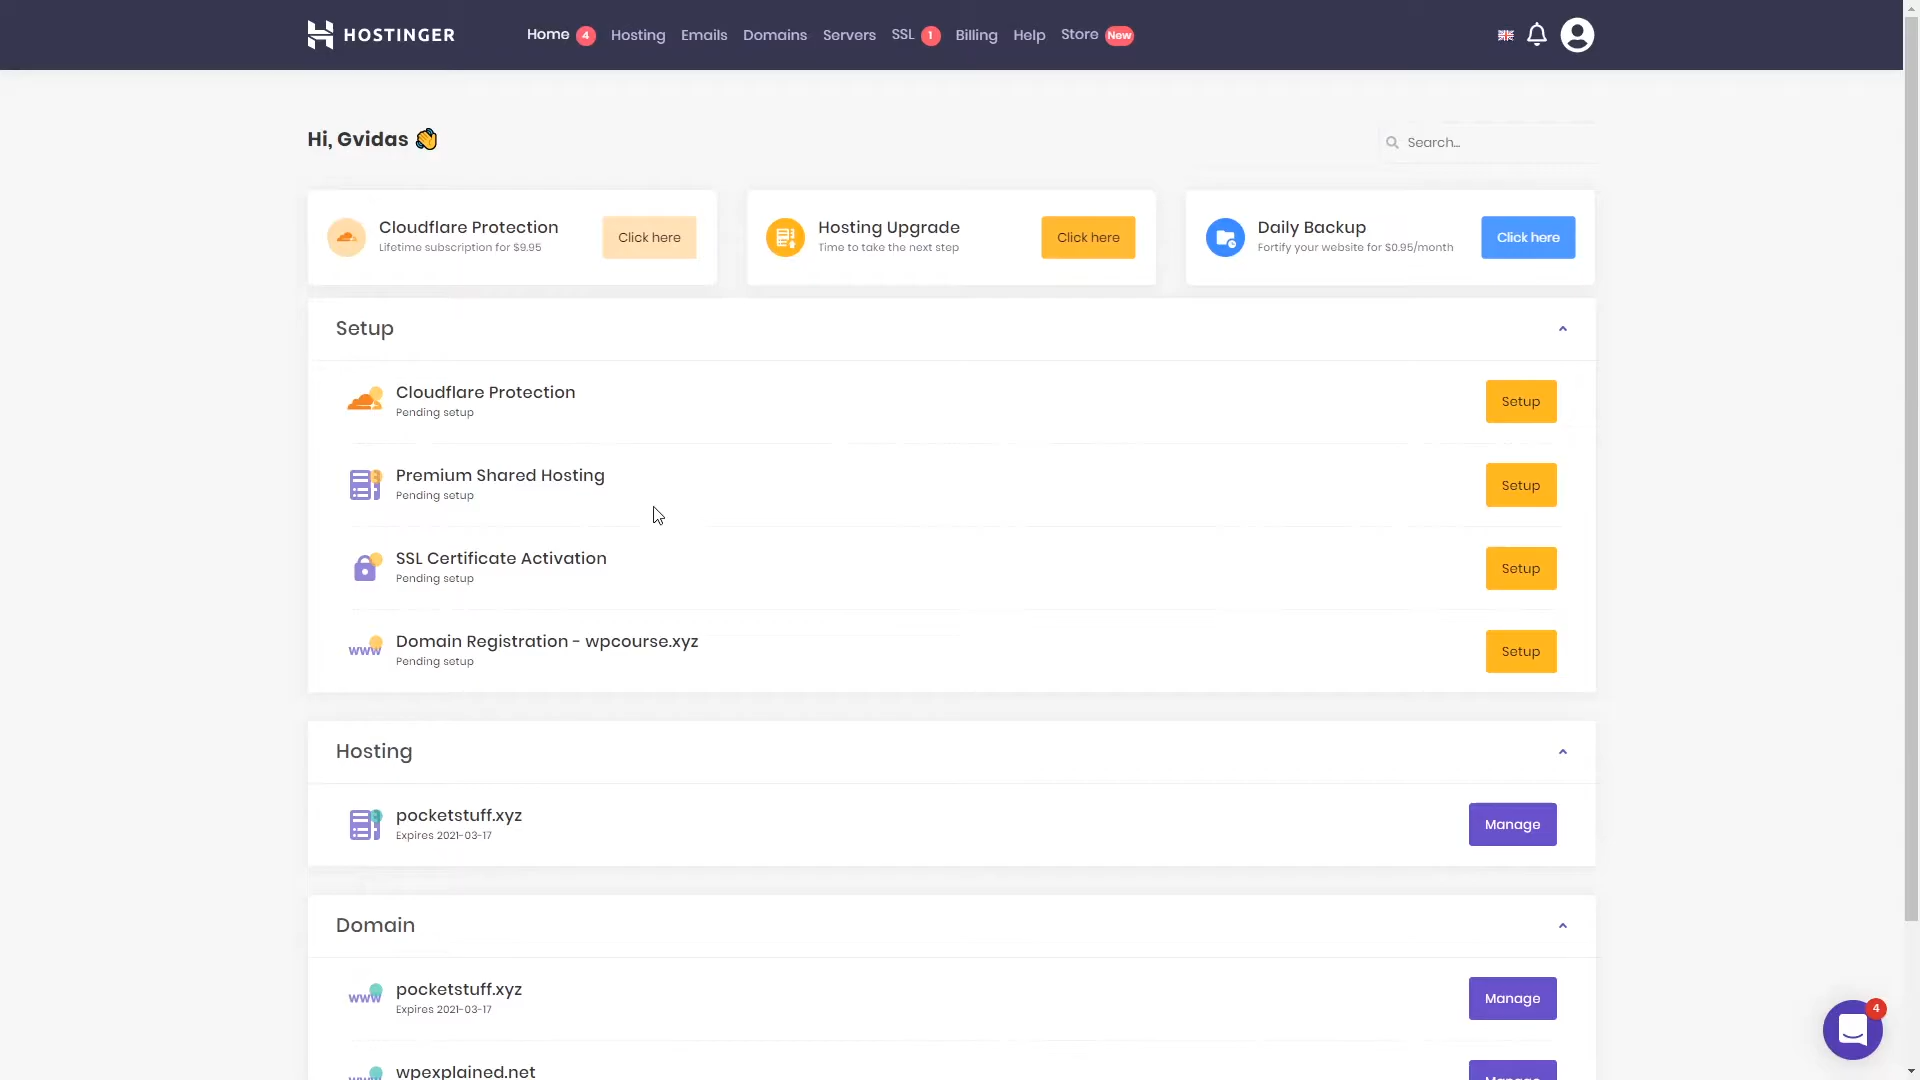 HOSTINGER
Home 4 Hosting Emails Domains Servers SSL 1 Billing Help Store New
Hi, Gvidas
Search...
Cloudflare Protection
Lifetime subscription for $9.95
Click here
Hosting Upgrade
Time to take the next step
Click here
Daily Backup
Fortify your website for $0.95/month
Click here
Setup
Cloudflare Protection
Pending setup
Setup
Premium Shared Hosting
Pending setup
Setup
SSL Certificate Activation
Pending setup
Setup
Domain Registration - wpcourse.xyz
Pending setup
Setup
www
Hosting
pocketstuff.xyz
Expires 2021-03-17
Manage
Domain
pocketstuff.xyz
Expires 2021-03-17
Manage
www
4
wpexplained.net
Manage
www